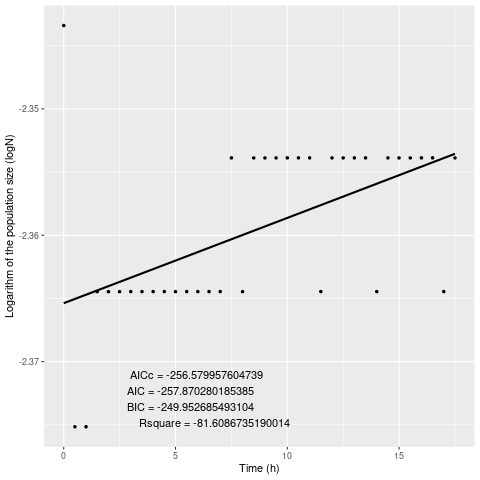 Logarithm of the population size (logN)
-2.35
-2.36
-2.37
AICc = -256.579957604739
AIC = -257.870280185385
BIC = -249.952685493104
Rsquare = -81.6086735190014
0
5
10
15
Time (h)